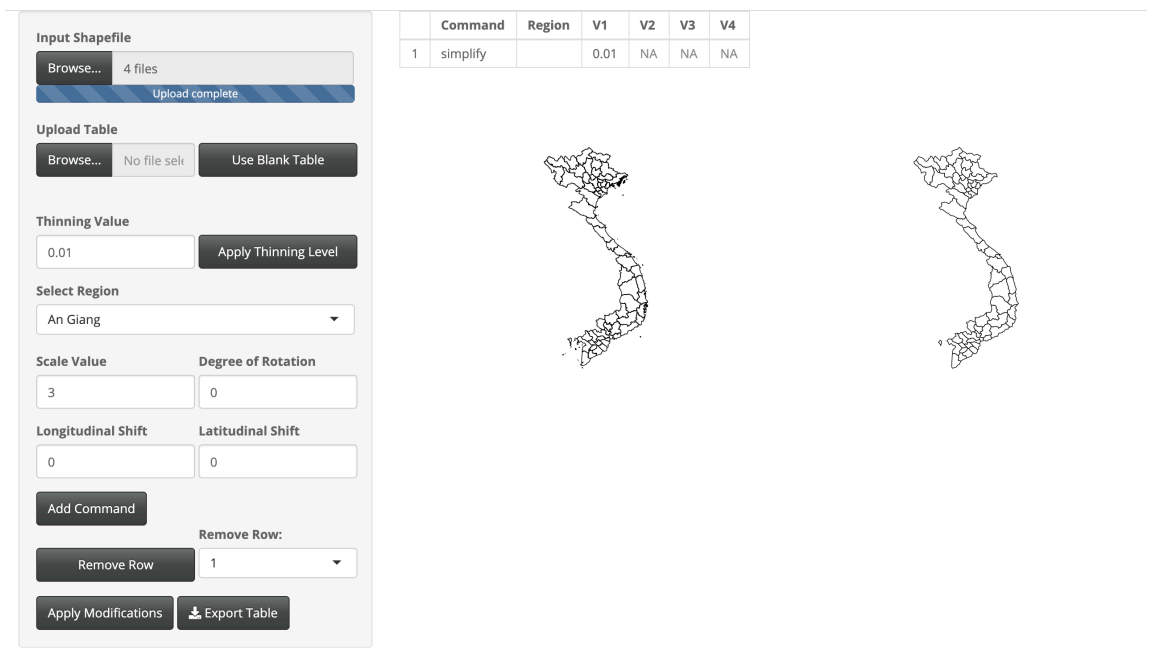 Input Shapefile
Browse... 4 files
Upload complete
Upload Table
Browse... No file sele Use Blank Table
Thinning Value
0.01 Apply Thinning Level
Select Region
An Giang
Scale Value Degree of Rotation
3 0
Longitudinal Shift Latitudinal Shift
0 0
Add Command
Remove Row:
Remove Row 1
Apply Modifications Export Table
Command Region V1 V2 V3 V4
1 simplify 0.01 NA NA NA